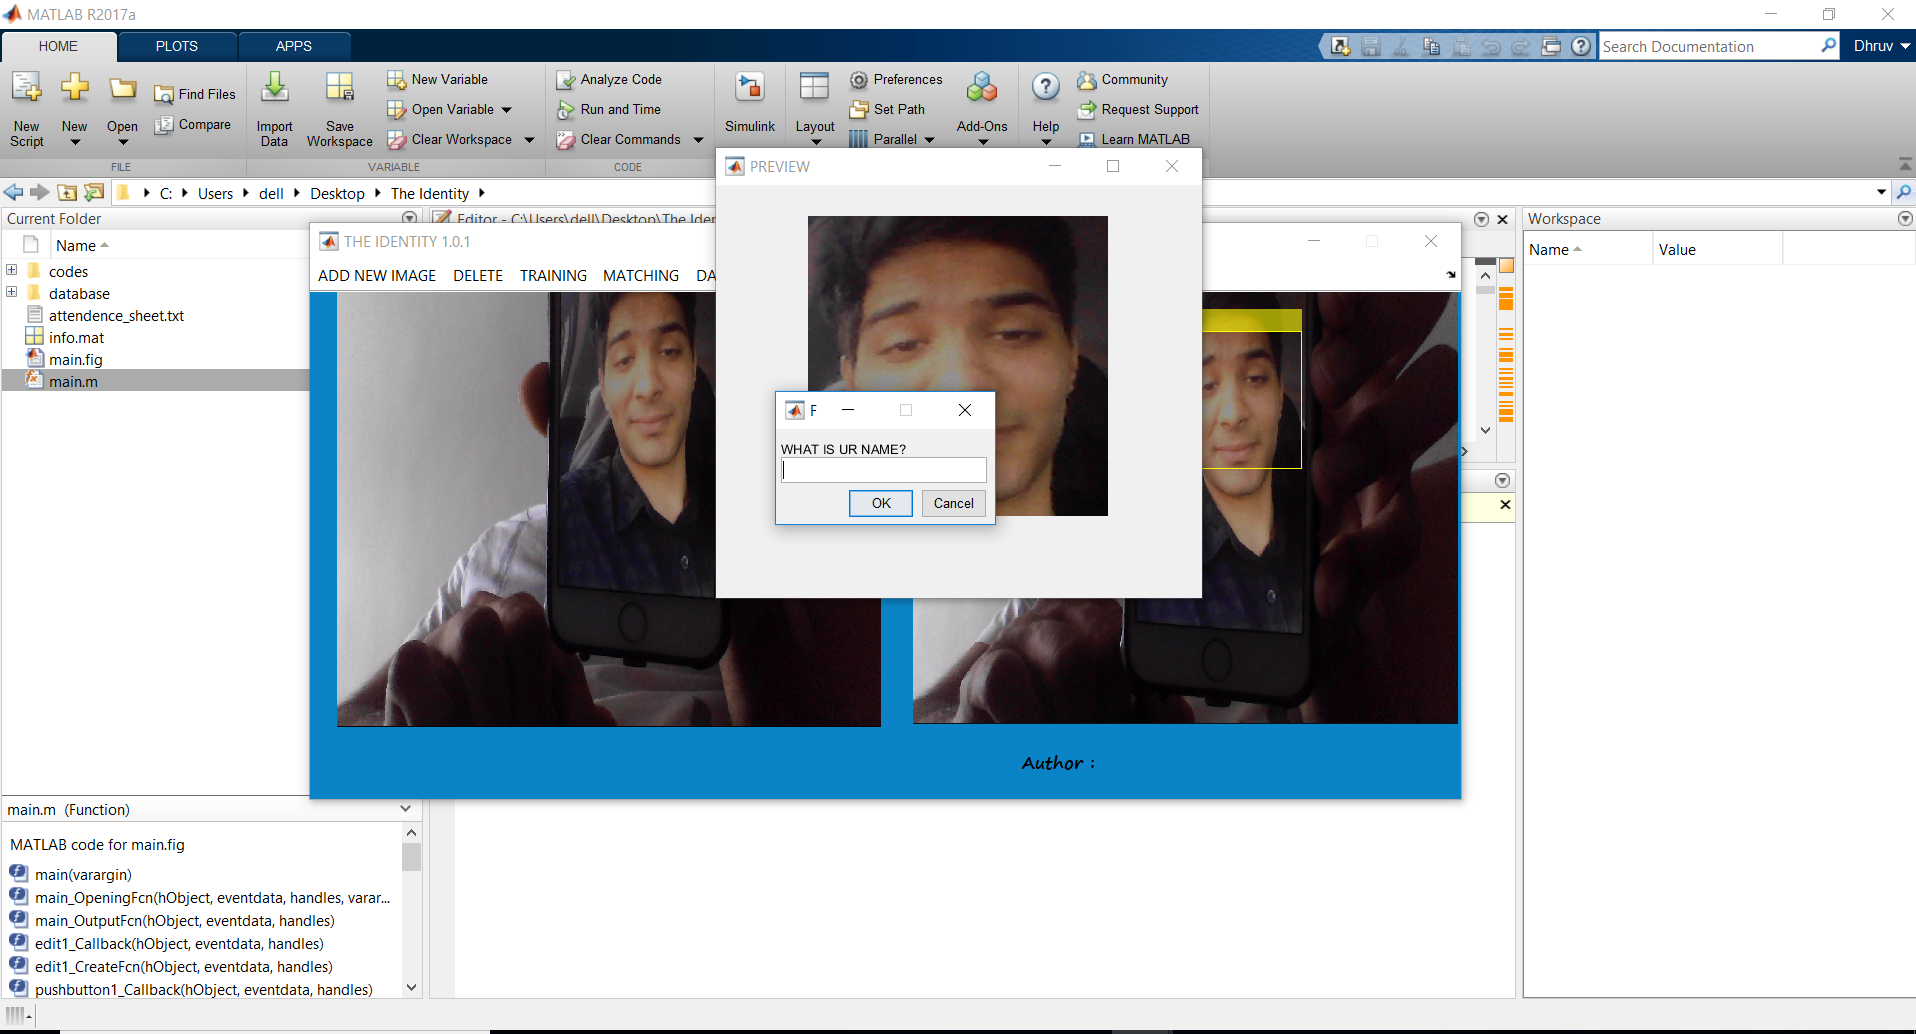 MATLAB R2017a
HOME PLOTS APPS
Search Documentation
Dhruv
New Script
New
Open
Find Files
Compare
FILE
Import Data
Save Workspace
New Variable
Open Variable
Clear Workspace
VARIABLE
Analyze Code
Run and Time
Clear Commands
CODE
Simulink
Layout
Preferences
Set Path
Parallel
Add-Ons
Help
Community
Request Support
Learn MATLAB
C: Users dell Desktop The Identity
Current Folder
Name
codes
database
attendence_sheet.txt
info.mat
main.fig
main.m
Editor - C:\Users\dell\Desktop\The Iden
THE IDENTITY 1.0.1
ADD NEW IMAGE DELETE TRAINING MATCHING DA
PREVIEW
F
WHAT IS UR NAME?
OK Cancel
Author :
Workspace
Name Value
main.m (Function)
MATLAB code for main.fig
main(varargin)
main_OpeningFcn(hObject, eventdata, handles, varar...
main_OutputFcn(hObject, eventdata, handles)
edit1_Callback(hObject, eventdata, handles)
edit1_CreateFcn(hObject, eventdata, handles)
pushbutton1_Callback(hObject, eventdata, handles)